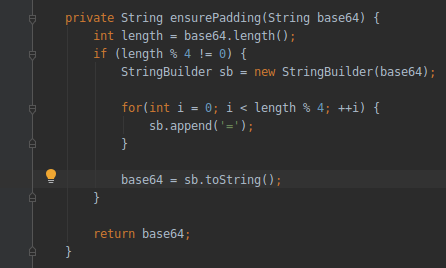 private String ensurePadding(String base64) {
int length = base64.length();
if (length % 4 != 0) {
StringBuilder sb = new StringBuilder(base64);
for(int i = 0; i < length % 4; ++i) {
sb.append('=');
}
base64 = sb.toString();
}
return base64;
}